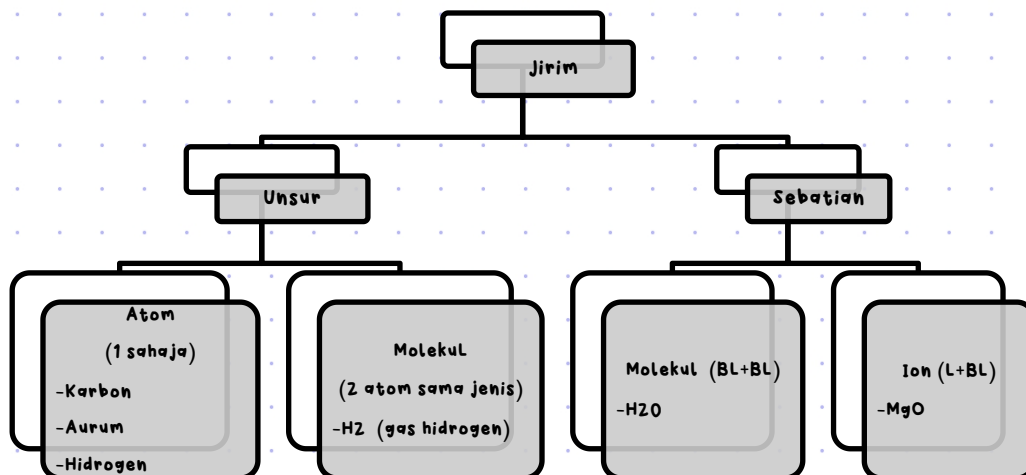 Jirim
Unsur
Sebatian
Atom
(1 sahaja)
-Karbon
-Aurum
-Hidrogen
Molekul
(2 atom sama jenis)
-H2 (gas hidrogen)
Molekul (BL+BL)
-H2O
Ion (L+BL)
-MgO